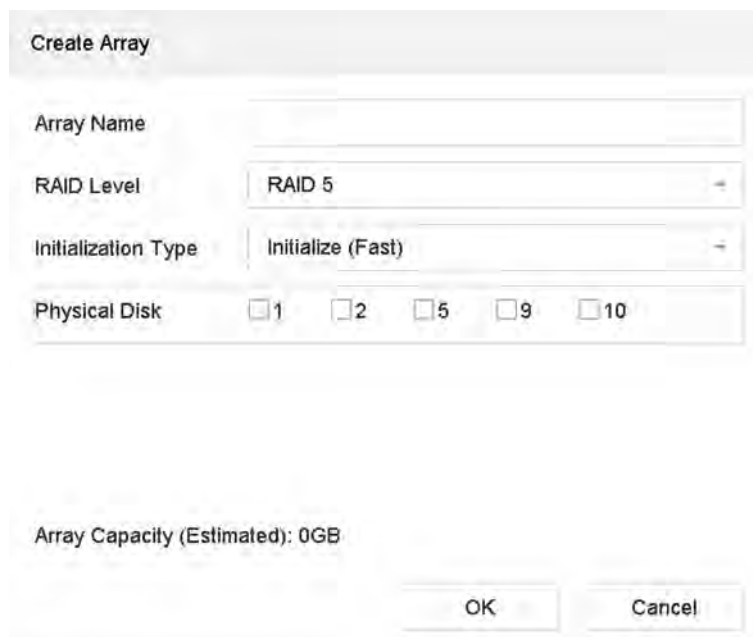 Create Array
Array Name
RAID Level RAID 5
Initialization Type Initialize (Fast)
Physical Disk 1 2 5 9 10
Array Capacity (Estimated): 0GB
OK Cancel